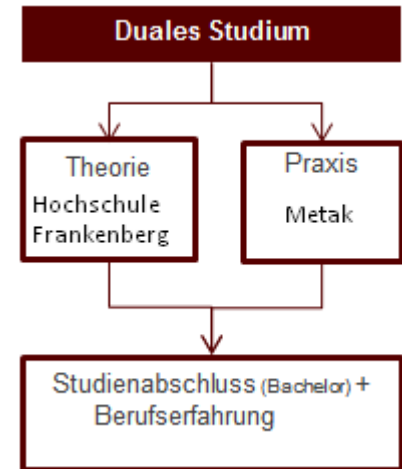 Duales Studium
Theorie
Hochschule
Frankenberg
Praxis
Metak
Studienabschluss (Bachelor) +
Berufserfahrung